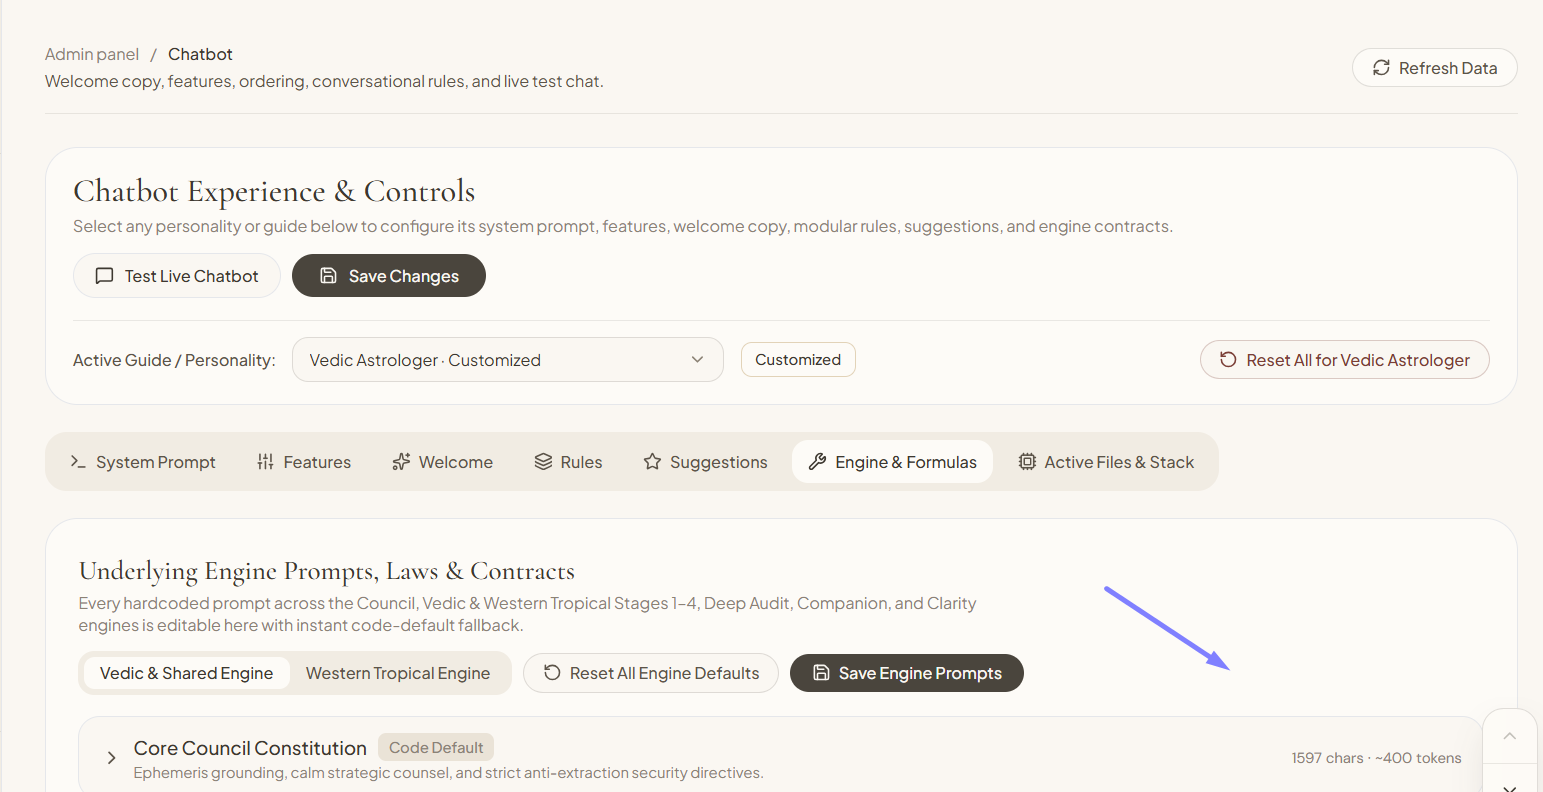 Admin panel / Chatbot
Welcome copy, features, ordering, conversational rules, and live test chat.
Refresh Data
Chatbot Experience & Controls
Select any personality or guide below to configure its system prompt, features, welcome copy, modular rules, suggestions, and engine contracts.
Test Live Chatbot
Save Changes
Active Guide / Personality:
Vedic Astrologer · Customized
Customized
Reset All for Vedic Astrologer
System Prompt
Features
Welcome
Rules
Suggestions
Engine & Formulas
Active Files & Stack
Underlying Engine Prompts, Laws & Contracts
Every hardcoded prompt across the Council, Vedic & Western Tropical Stages 1–4, Deep Audit, Companion, and Clarity
engines is editable here with instant code-default fallback.
Vedic & Shared Engine
Western Tropical Engine
Reset All Engine Defaults
Save Engine Prompts
Core Council Constitution
Code Default
Ephemeris grounding, calm strategic counsel, and strict anti-extraction security directives.
1597 chars · ~400 tokens